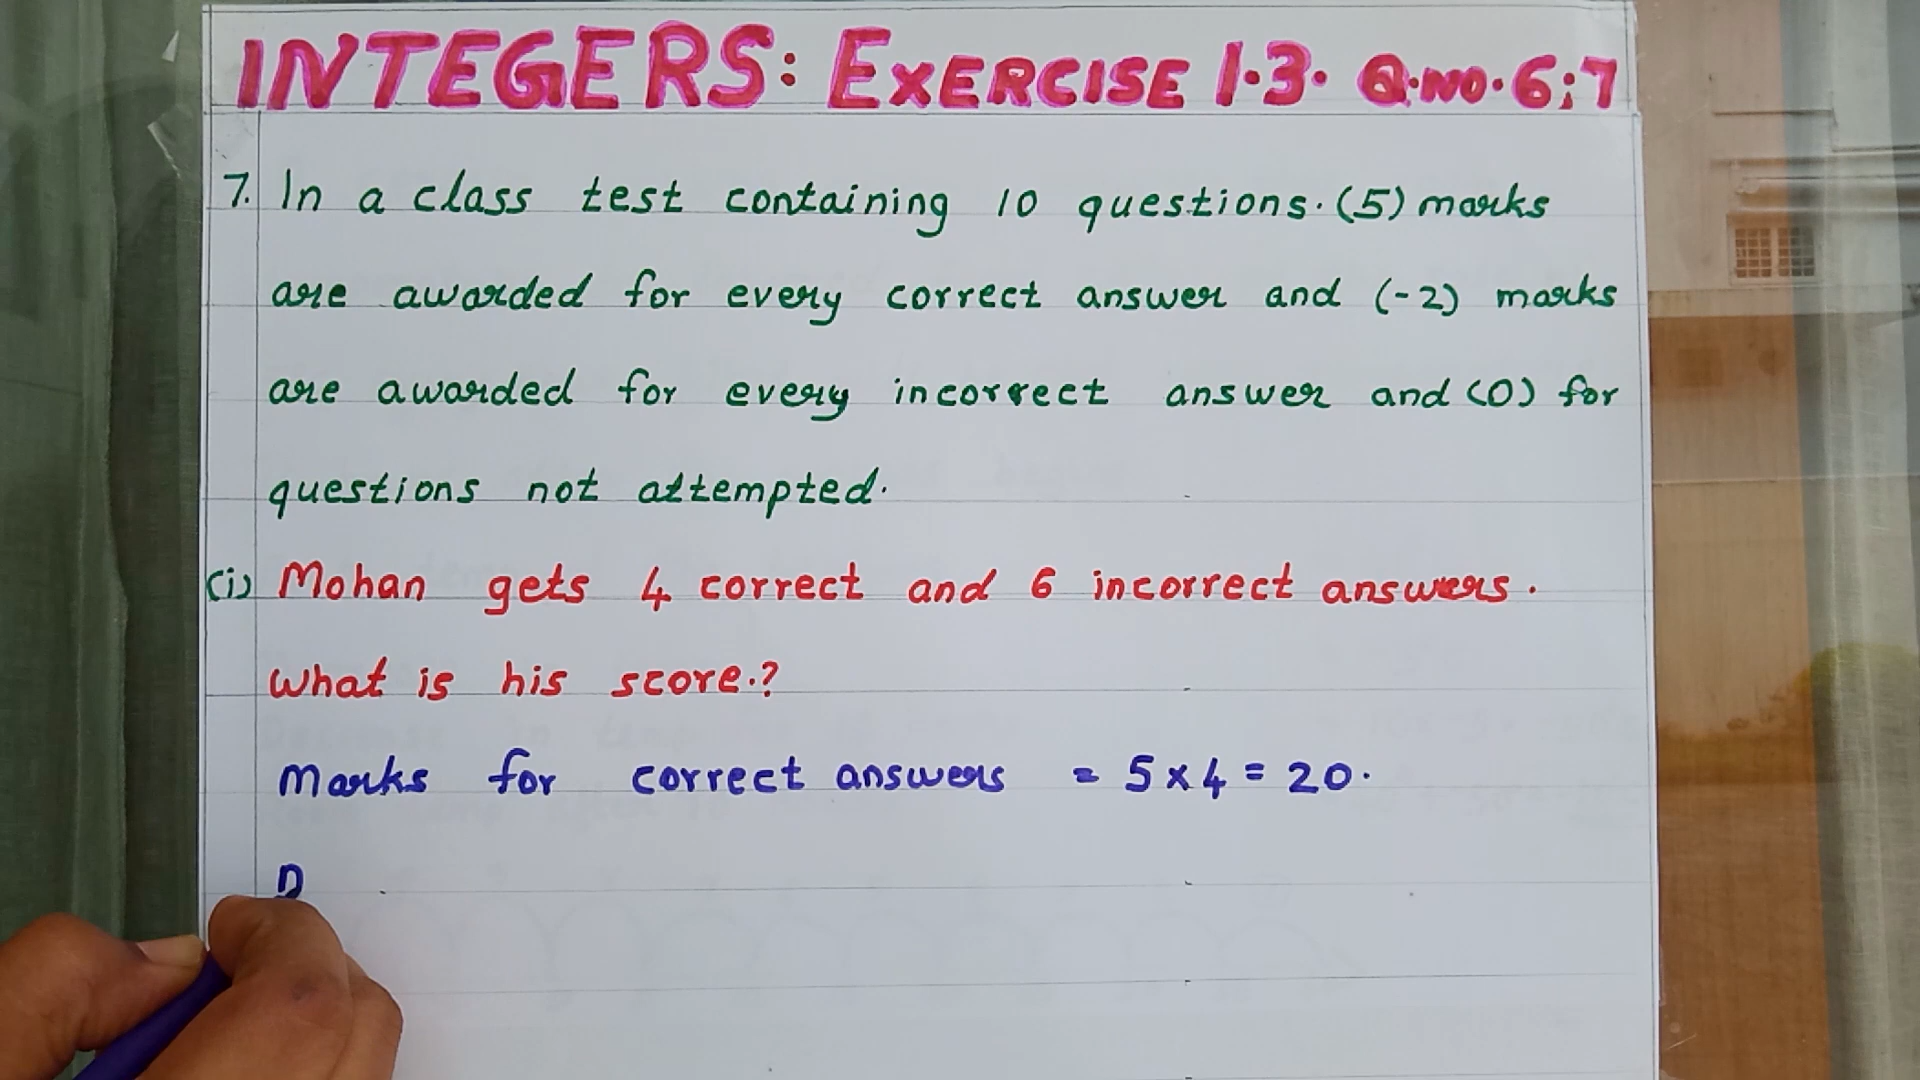 INTEGERS: EXERCISE 1.3. Q.NO.6;7
7. In a class test containing 10 questions. (5) marks
are awarded for every correct answer and (-2) marks
are awarded for every incorrect answer and (0) for
questions not attempted.
(i) Mohan gets 4 correct and 6 incorrect answers.
What is his score.?
Marks for correct answers = 5 x 4 = 20.